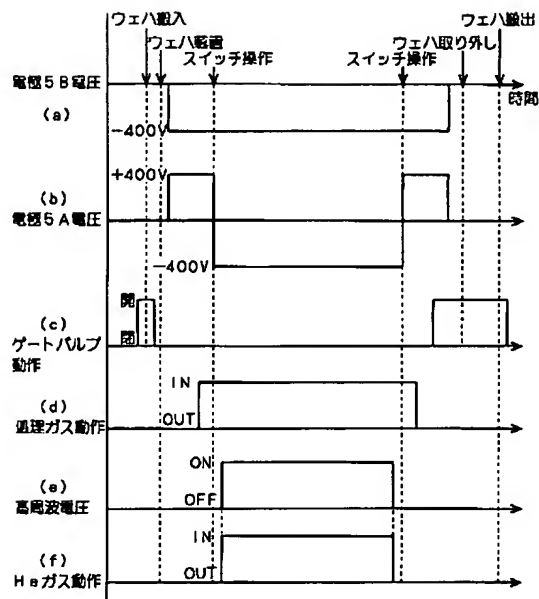 ウェハ搬入
ウェハ搬出
ウェハ載置
ウェハ取り外し
スイッチ操作
スイッチ操作
電極5B電圧
時間
(a)
-400V
(b)
+400V
電極5A電圧
-400V
(c)
開
閉
ゲートバルブ
動作
(d)
IN
OUT
処理ガス動作
(e)
ON
OFF
高周波電圧
(f)
IN
OUT
Heガス動作